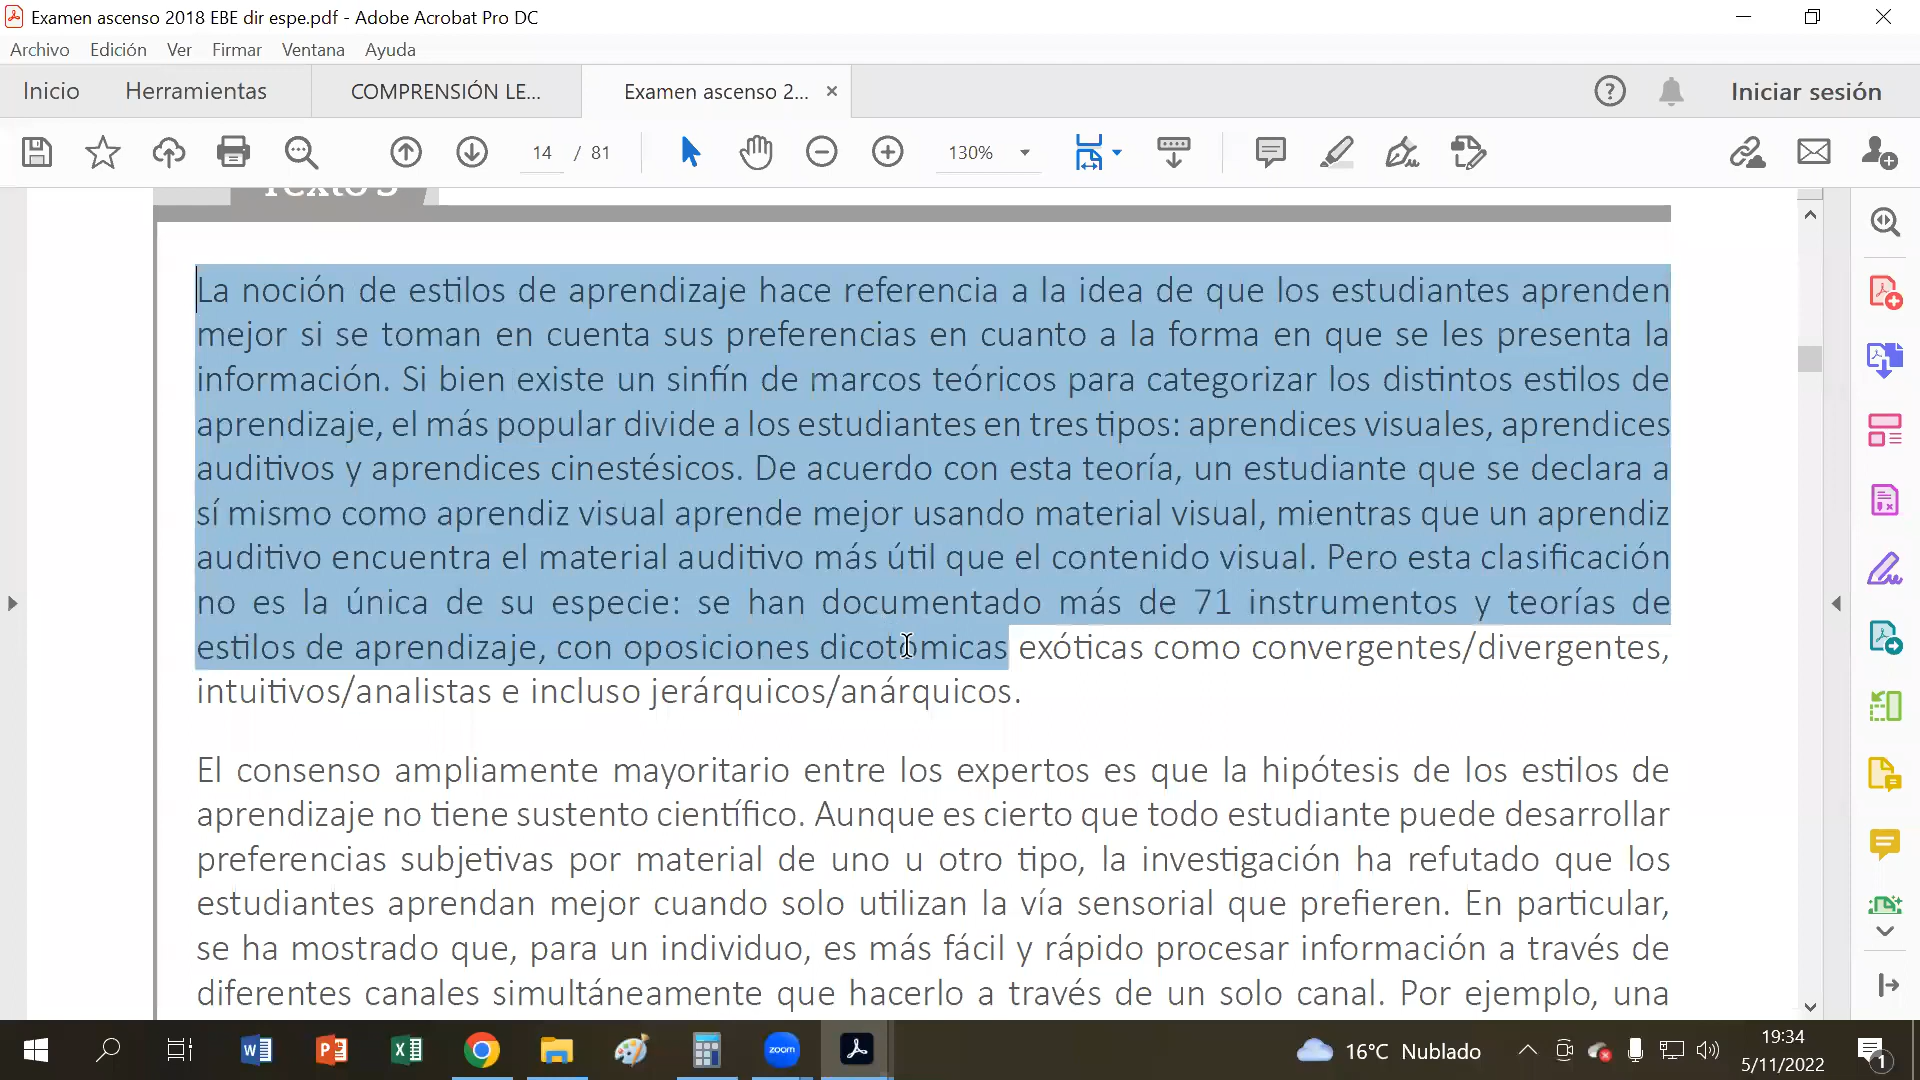 Examen ascenso 2018 EBE dir espe.pdf - Adobe Acrobat Pro DC
Archivo Edición Ver Firmar Ventana Ayuda
Inicio Herramientas COMPRENSIÓN LE... Examen ascenso 2... Iniciar sesión
14 / 81 130%
Texto 3
La noción de estilos de aprendizaje hace referencia a la idea de que los estudiantes aprenden
mejor si se toman en cuenta sus preferencias en cuanto a la forma en que se les presenta la
información. Si bien existe un sinfín de marcos teóricos para categorizar los distintos estilos de
aprendizaje, el más popular divide a los estudiantes en tres tipos: aprendices visuales, aprendices
auditivos y aprendices cinestésicos. De acuerdo con esta teoría, un estudiante que se declara a
sí mismo como aprendiz visual aprende mejor usando material visual, mientras que un aprendiz
auditivo encuentra el material auditivo más útil que el contenido visual. Pero esta clasificación
no es la única de su especie: se han documentado más de 71 instrumentos y teorías de
estilos de aprendizaje, con oposiciones dicotómicas exóticas como convergentes/divergentes,
intuitivos/analistas e incluso jerárquicos/anárquicos.
El consenso ampliamente mayoritario entre los expertos es que la hipótesis de los estilos de
aprendizaje no tiene sustento científico. Aunque es cierto que todo estudiante puede desarrollar
preferencias subjetivas por material de uno u otro tipo, la investigación ha refutado que los
estudiantes aprendan mejor cuando solo utilizan la vía sensorial que prefieren. En particular,
se ha mostrado que, para un individuo, es más fácil y rápido procesar información a través de
diferentes canales simultáneamente que hacerlo a través de un solo canal. Por ejemplo, una
zoom
16°C Nublado
19:34
5/11/2022
1